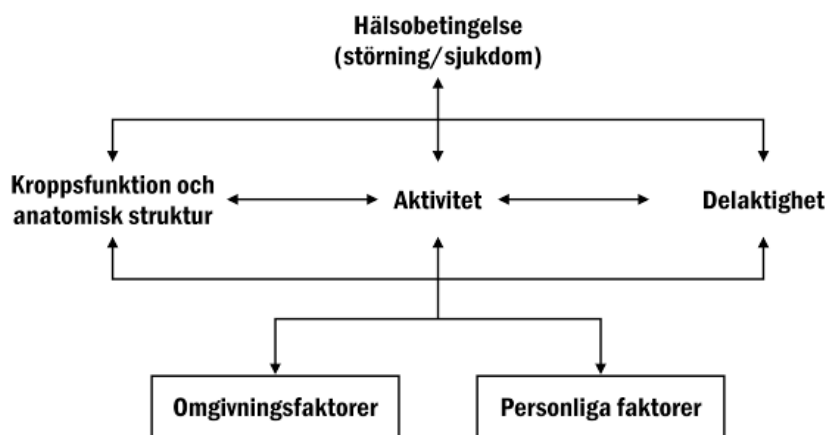 Hälsobetingelse
(störning/sjukdom)
Kroppsfunktion och
anatomisk struktur
Aktivitet
Delaktighet
Omgivningsfaktorer
Personliga faktorer